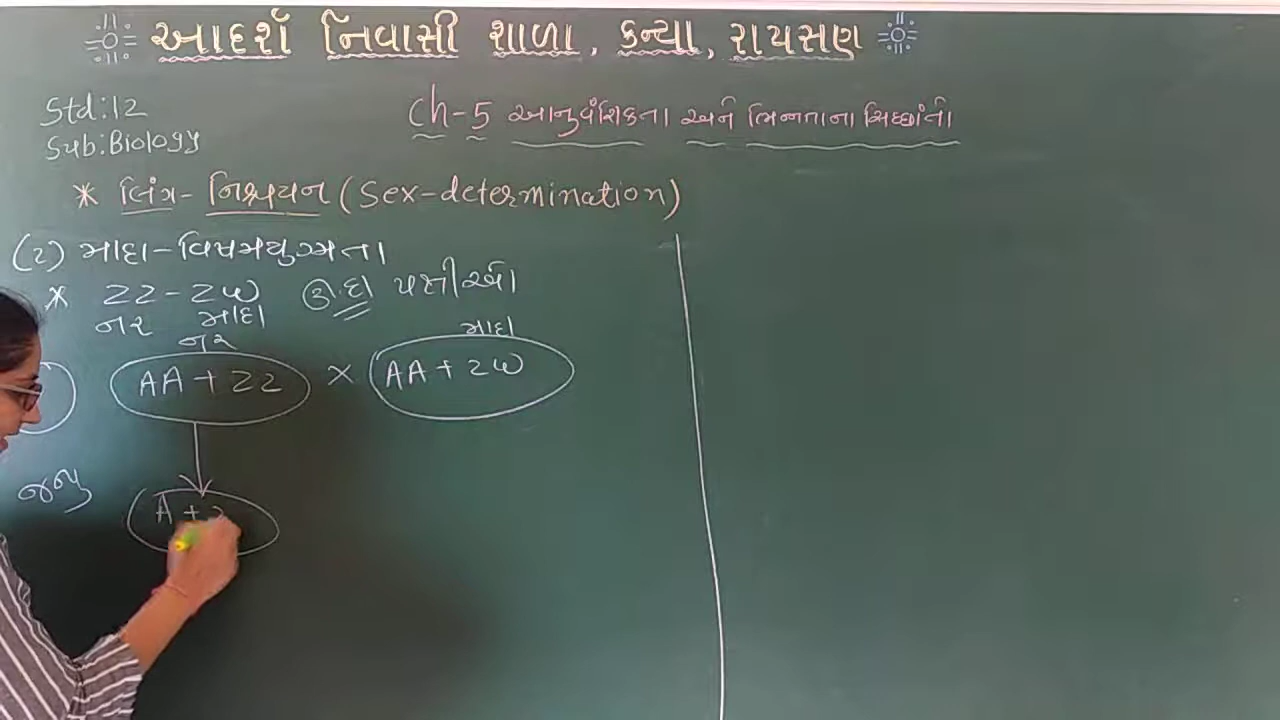 આદર્શ નિવાસી શાળા, કન્યા, રાયસણ
Std:12
Sub:Biology
Ch-5 આનુવંશિકતા અને ભિન્નતાના સિધ્ધાંતો
* લિંગ-નિશ્ચયન (Sex-determination)
(૨) માદા-વિષમયુગ્મતા
* ZZ-ZW ઉ.દા પક્ષીઓ
નર માદા
નર માદા
AA+ZZ × AA+ZW
જન્યુ
A+